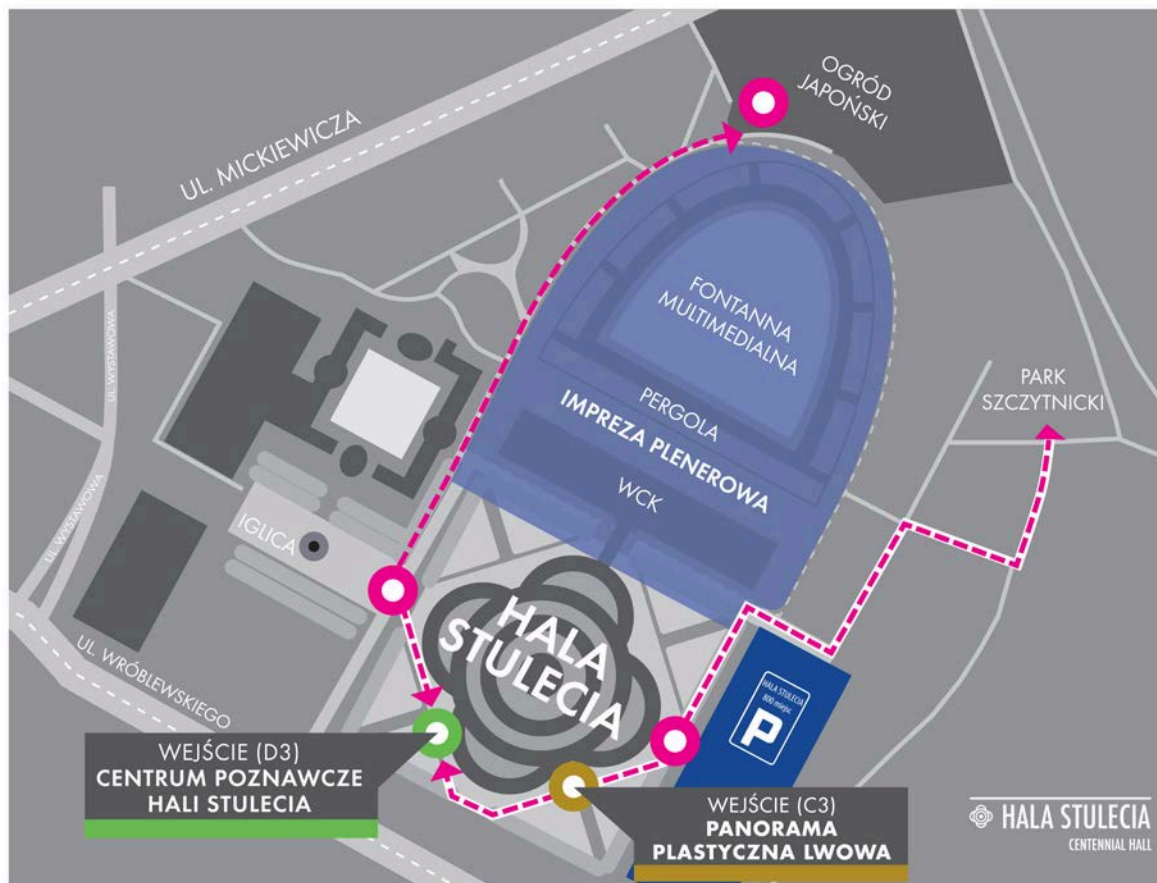 OGRÓD
JAPOŃSKI
UL. MICKIEWICZA
FONTANNA
MULTIMEDIALNA
UL. WYSTAWOWA
PARK
SZCZYTNICKI
PERGOLA
IMPREZA PLENEROWA
WCK
UL. WYSTAWOWA
IGLICA
HALA
STULECIA
UL. WRÓBLEWSKIEGO
HALA STULECIA
800 miejsc
P
WEJŚCIE (D3)
CENTRUM POZNAWCZE
HALI STULECIA
WEJŚCIE (C3)
PANORAMA
PLASTYCZNA LWOWA
HALA STULECIA
CENTENNIAL HALL